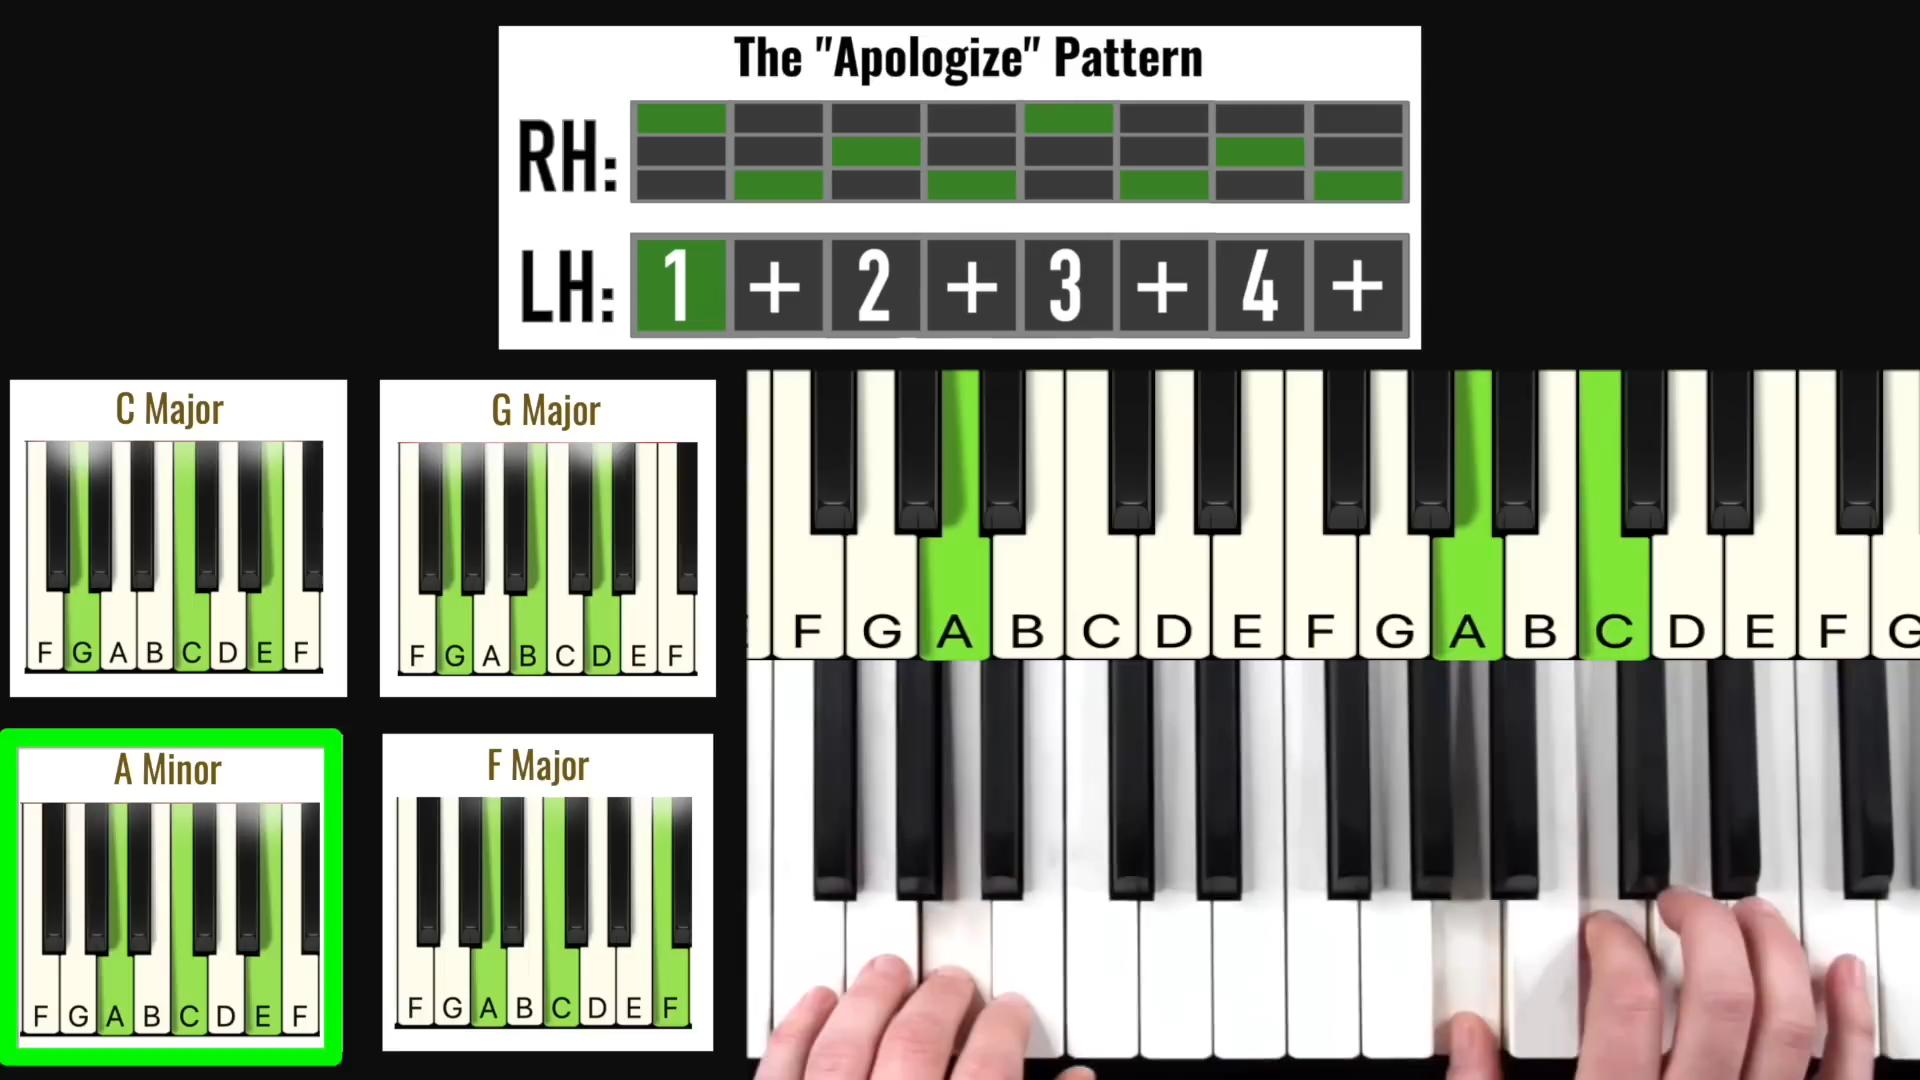 The "Apologize" Pattern
RH:
LH: 1 + 2 + 3 + 4 +
C Major
F G A B C D E F
G Major
F G A B C D E F
A Minor
F G A B C D E F
F Major
F G A B C D E F
F G A B C D E F G A B C D E F G